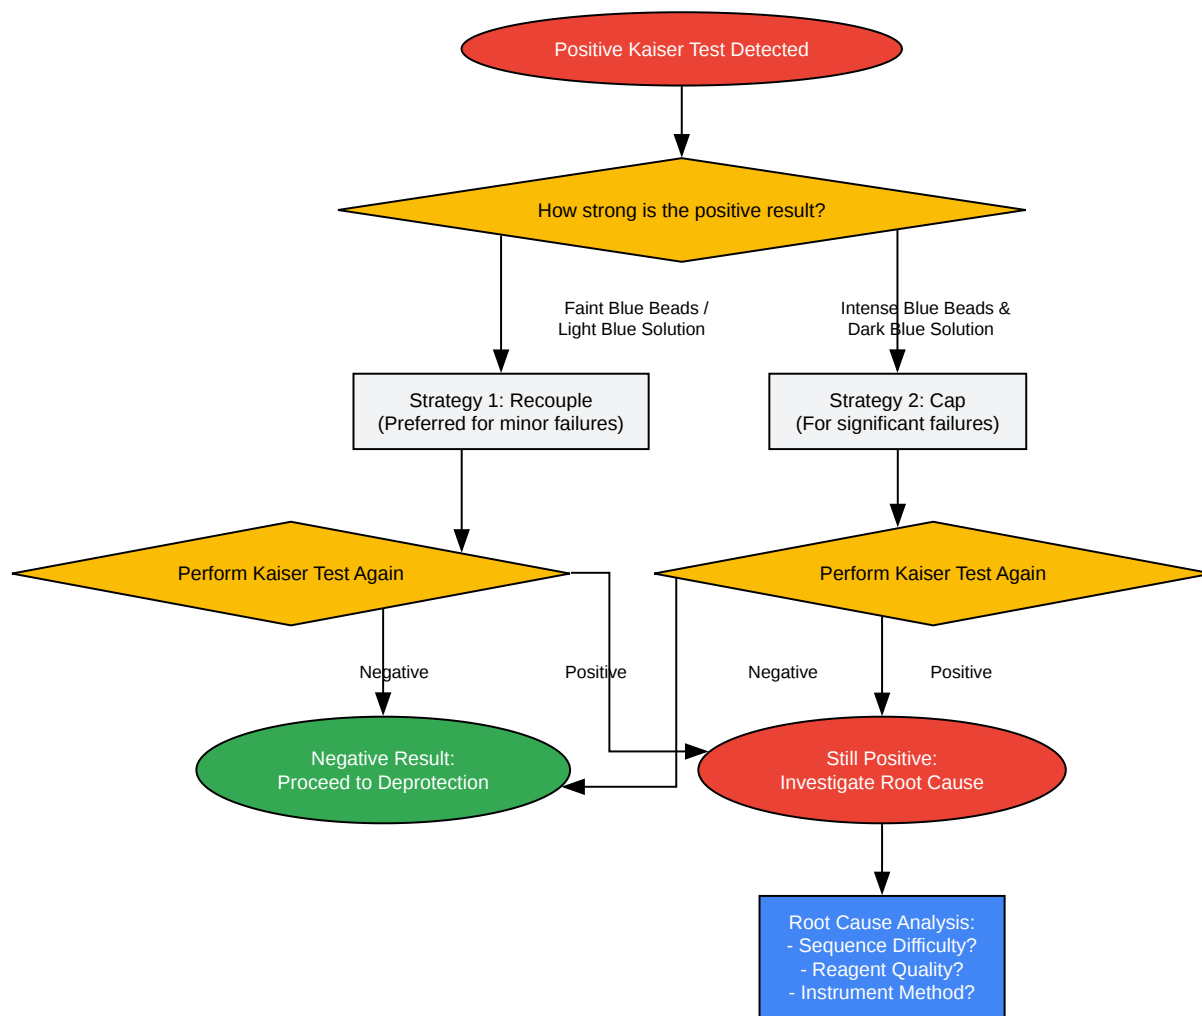 Positive Kaiser Test Detected
How strong is the positive result?
Faint Blue Beads /
Light Blue Solution
Intense Blue Beads &
Dark Blue Solution
Strategy 1: Recouple
(Preferred for minor failures)
Strategy 2: Cap
(For significant failures)
Perform Kaiser Test Again
Perform Kaiser Test Again
Negative
Positive
Negative
Positive
Negative Result:
Proceed to Deprotection
Still Positive:
Investigate Root Cause
Root Cause Analysis:
- Sequence Difficulty?
- Reagent Quality?
- Instrument Method?